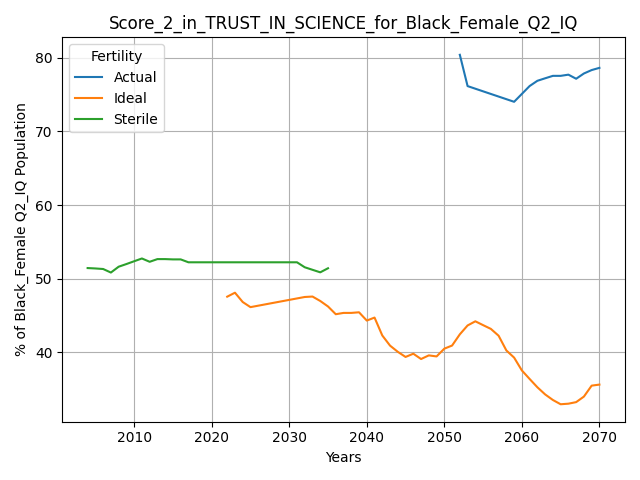 Score_2_in_TRUST_IN_SCIENCE_for_Black_Female_Q2_IQ
Fertility
Actual
Ideal
Sterile
% of Black_Female Q2_IQ Population
80
70
60
50
40
2010 2020 2030 2040 2050 2060 2070
Years